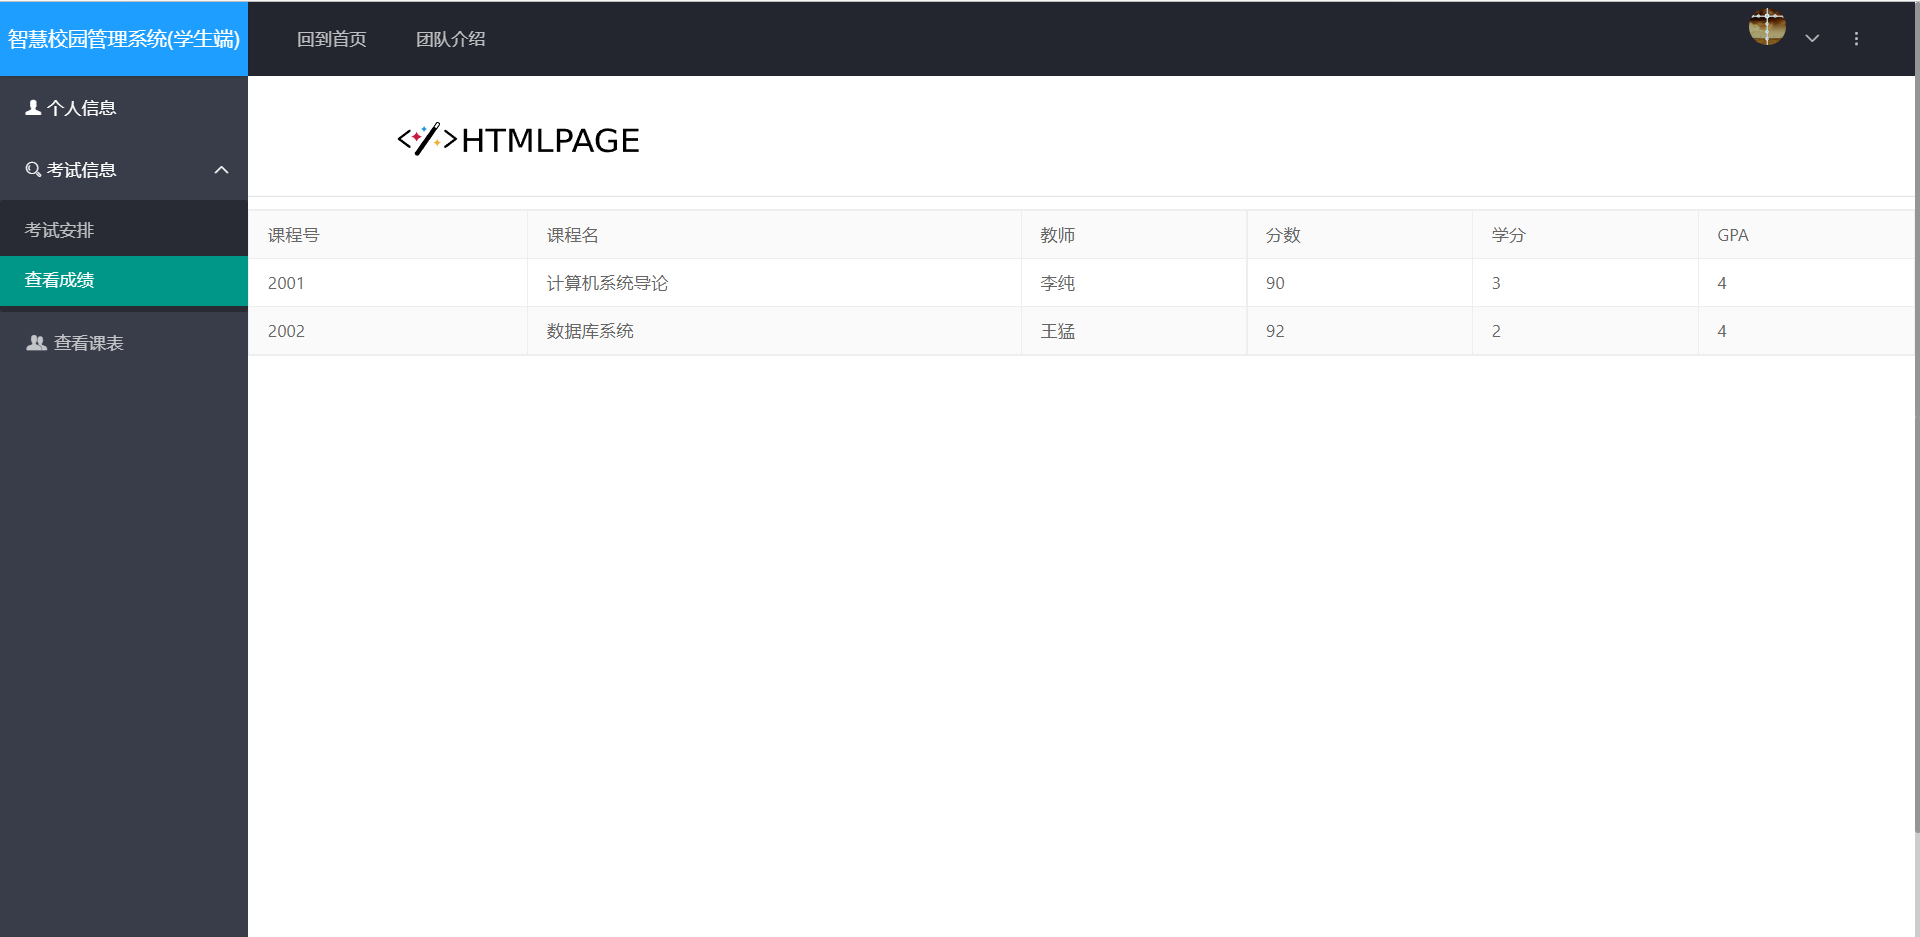 智慧校园管理系统(学生端) 回到首页 团队介绍
个人信息
考试信息
考试安排
查看成绩
查看课表
HTMLPAGE
课程号 课程名 教师 分数 学分 GPA
2001 计算机系统导论 李纯 90 3 4
2002 数据库系统 王猛 92 2 4